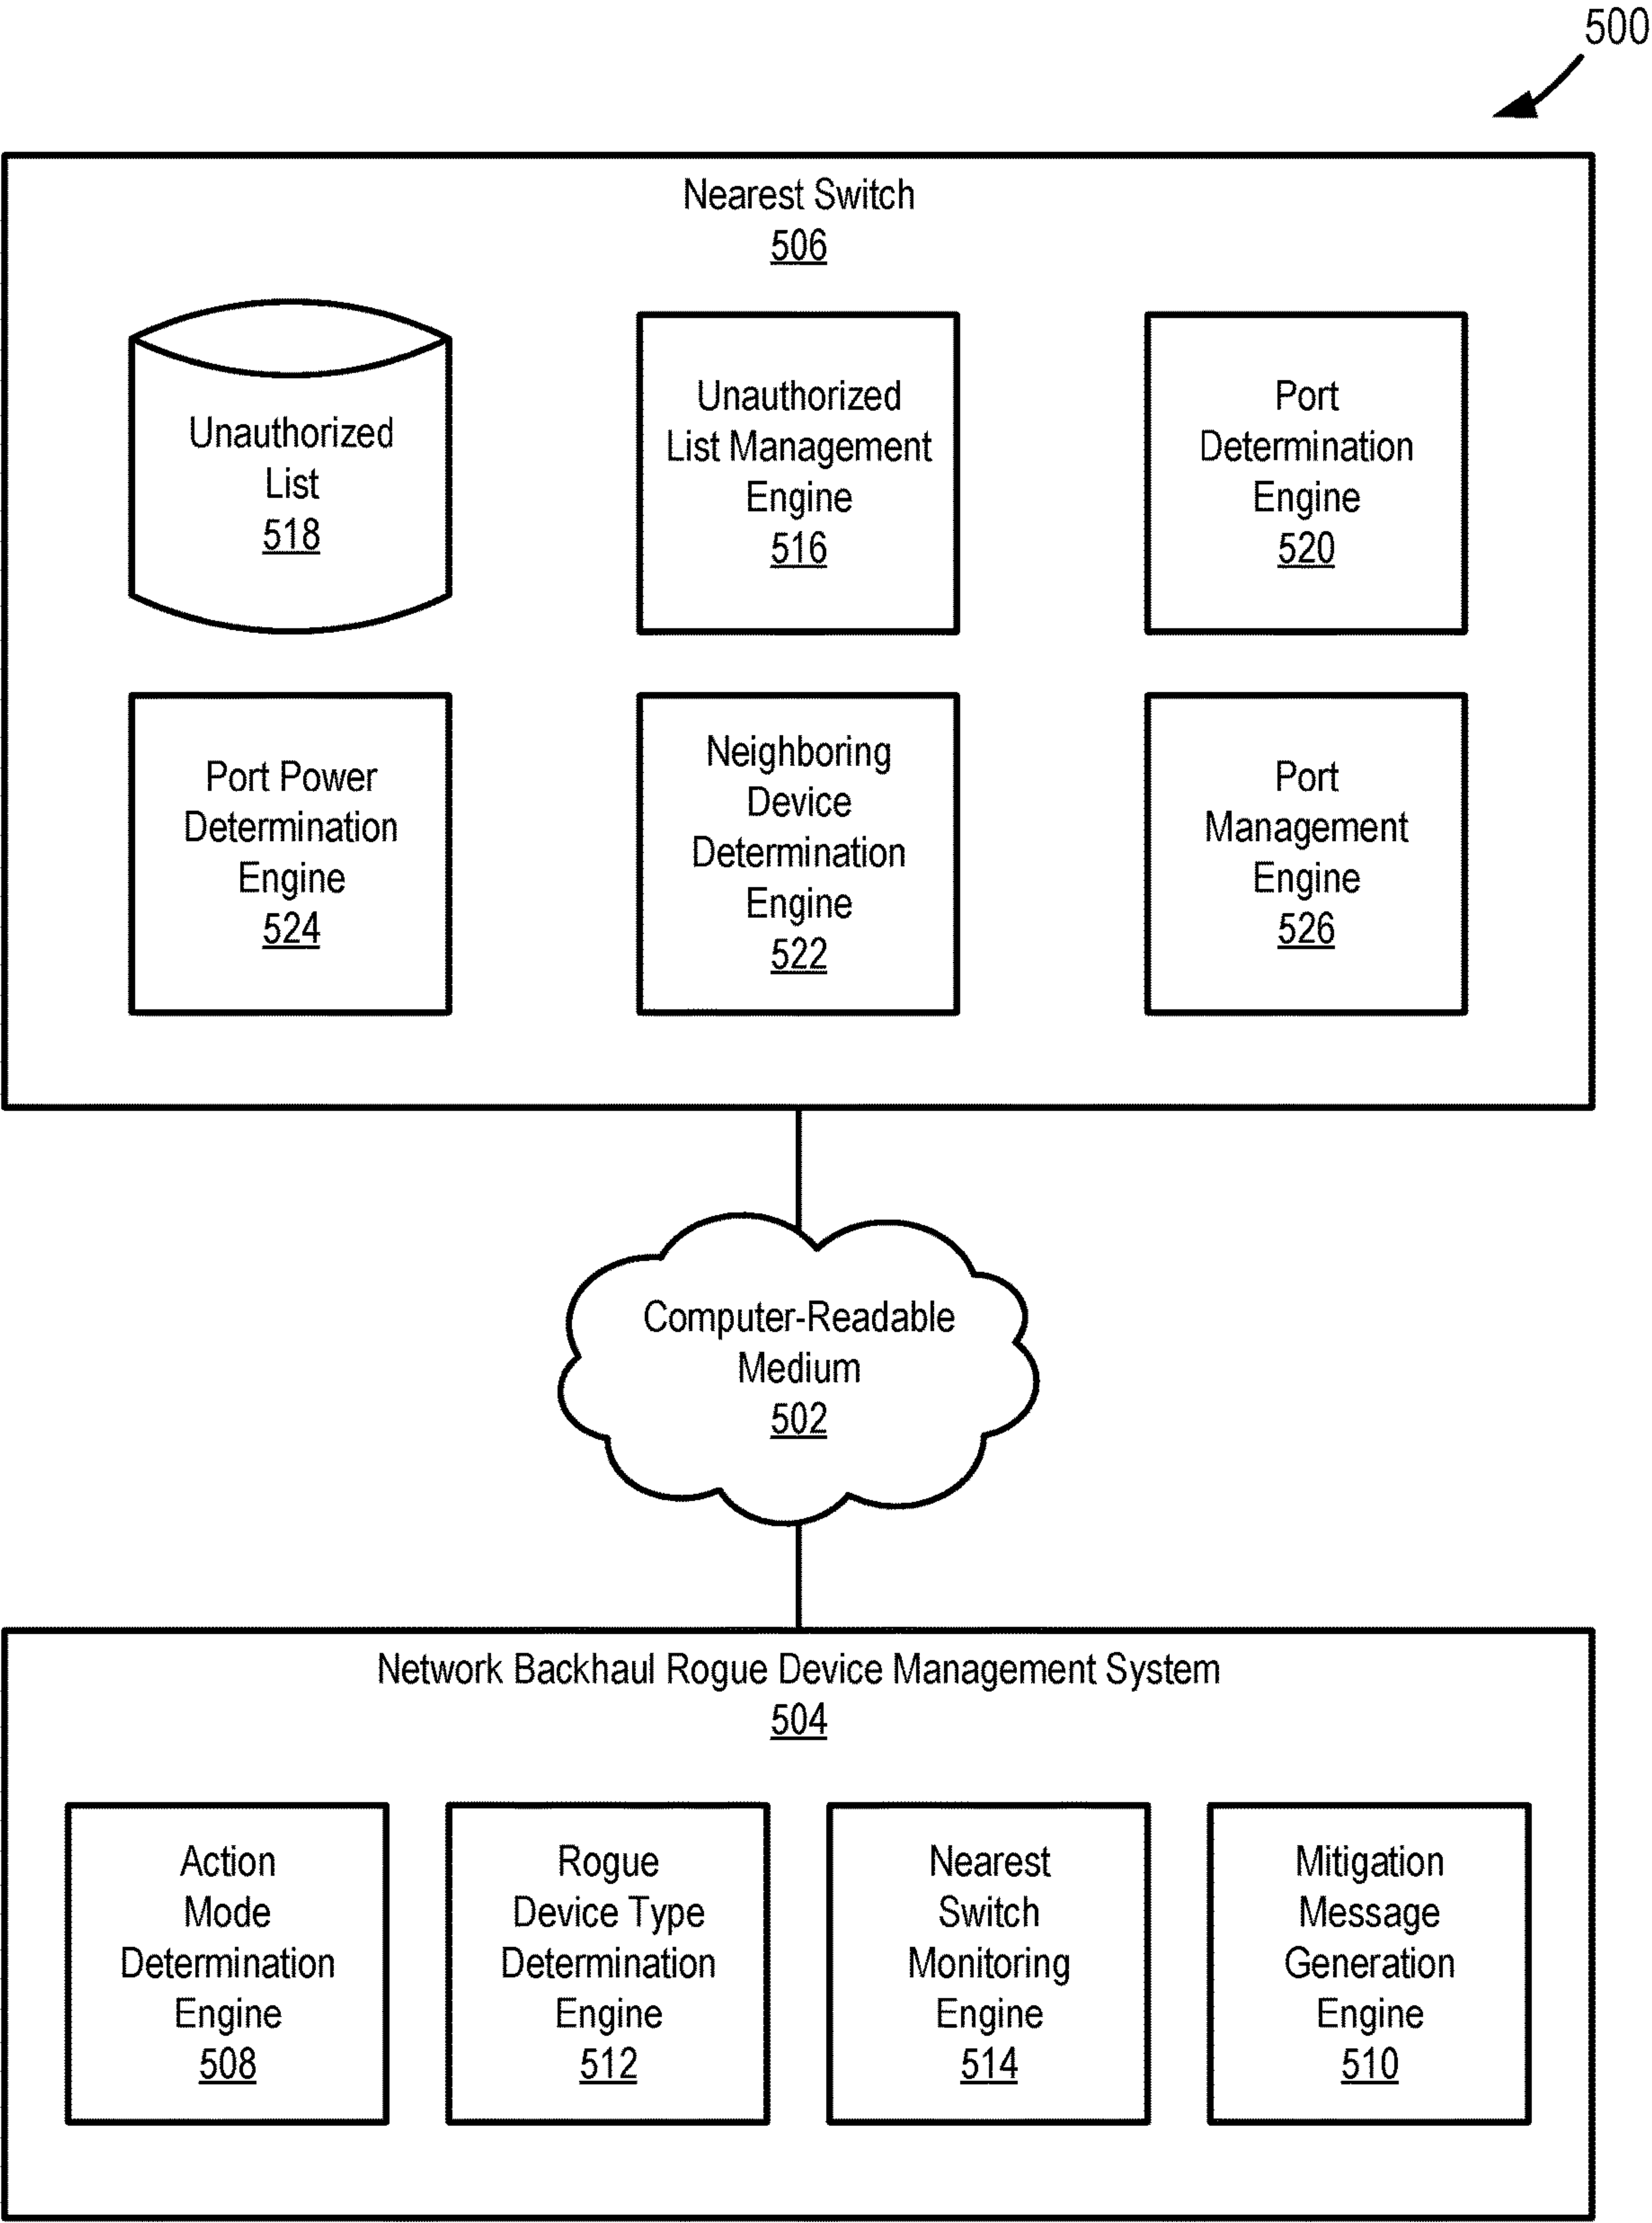 500
Nearest Switch
506
Unauthorized
List
518
Unauthorized
List Management
Engine
516
Port
Determination
Engine
520
Port Power
Determination
Engine
524
Neighboring
Device
Determination
Engine
522
Port
Management
Engine
526
Computer-Readable
Medium
502
Network Backhaul Rogue Device Management System
504
Action
Mode
Determination
Engine
508
Rogue
Device Type
Determination
Engine
512
Nearest
Switch
Monitoring
Engine
514
Mitigation
Message
Generation
Engine
510